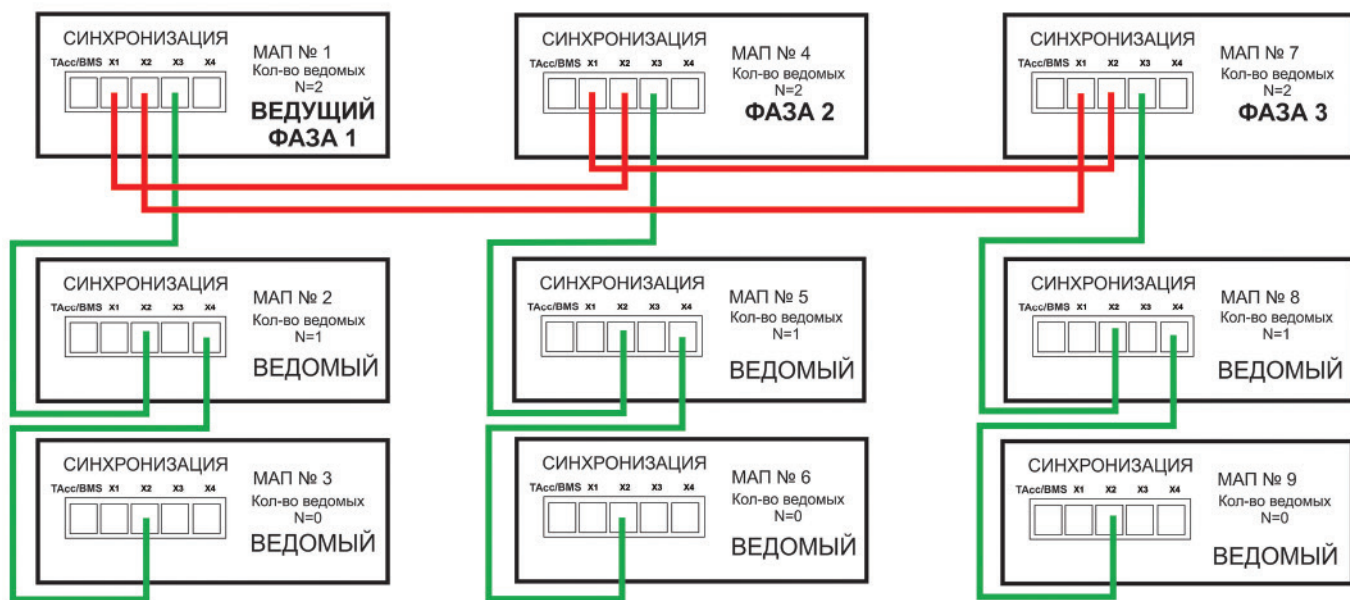 СИНХРОНИЗАЦИЯ
TAcc/BMS X1 X2 X3 X4
МАП № 1
Кол-во ведомых
N=2
ВЕДУЩИЙ
ФАЗА 1
СИНХРОНИЗАЦИЯ
TAcc/BMS X1 X2 X3 X4
МАП № 4
Кол-во ведомых
N=2
ФАЗА 2
СИНХРОНИЗАЦИЯ
TAcc/BMS X1 X2 X3 X4
МАП № 7
Кол-во ведомых
N=2
ФАЗА 3
СИНХРОНИЗАЦИЯ
TAcc/BMS X1 X2 X3 X4
МАП № 2
Кол-во ведомых
N=1
ВЕДОМЫЙ
СИНХРОНИЗАЦИЯ
TAcc/BMS X1 X2 X3 X4
МАП № 5
Кол-во ведомых
N=1
ВЕДОМЫЙ
СИНХРОНИЗАЦИЯ
TAcc/BMS X1 X2 X3 X4
МАП № 8
Кол-во ведомых
N=1
ВЕДОМЫЙ
СИНХРОНИЗАЦИЯ
TAcc/BMS X1 X2 X3 X4
МАП № 3
Кол-во ведомых
N=0
ВЕДОМЫЙ
СИНХРОНИЗАЦИЯ
TAcc/BMS X1 X2 X3 X4
МАП № 6
Кол-во ведомых
N=0
ВЕДОМЫЙ
СИНХРОНИЗАЦИЯ
TAcc/BMS X1 X2 X3 X4
МАП № 9
Кол-во ведомых
N=0
ВЕДОМЫЙ